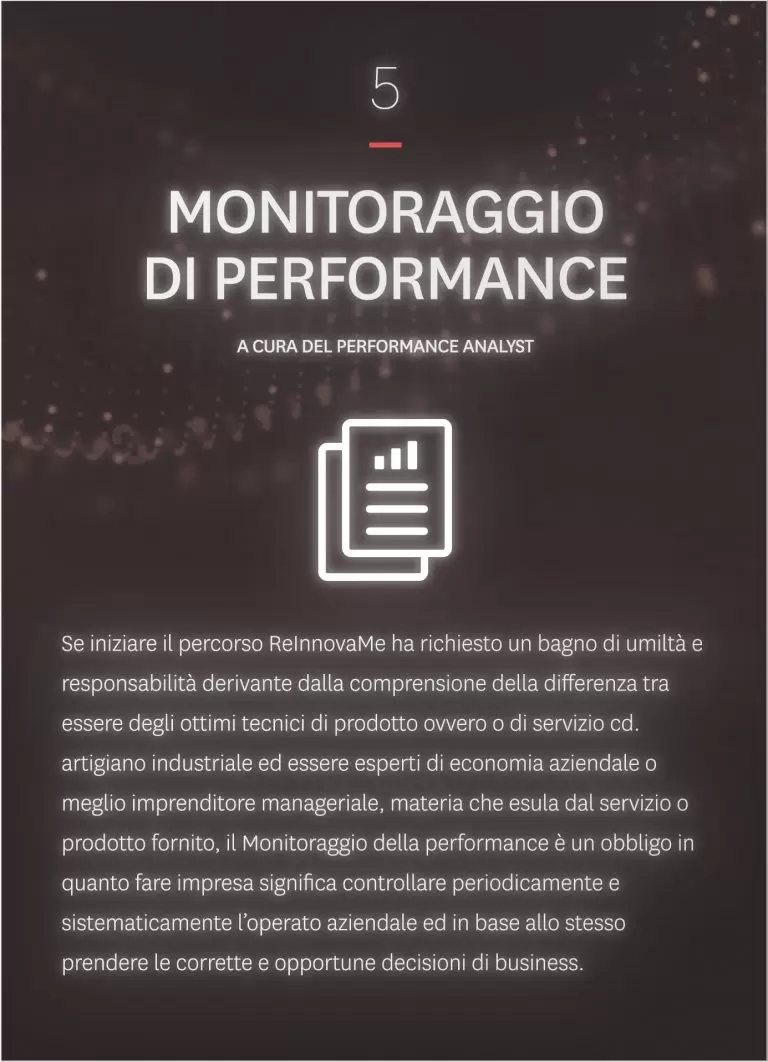 5
MONITORAGGIO
DI PERFORMANCE
A CURA DEL PERFORMANCE ANALYST
Se iniziare il percorso ReInnovaMe ha richiesto un bagno di umiltà e
responsabilità derivante dalla comprensione della differenza tra
essere degli ottimi tecnici di prodotto ovvero o di servizio cd.
artigiano industriale ed essere esperti di economia aziendale o
meglio imprenditore manageriale, materia che esula dal servizio o
prodotto fornito, il Monitoraggio della performance è un obbligo in
quanto fare impresa significa controllare periodicamente e
sistematicamente l’operato aziendale ed in base allo stesso
prendere le corrette e opportune decisioni di business.